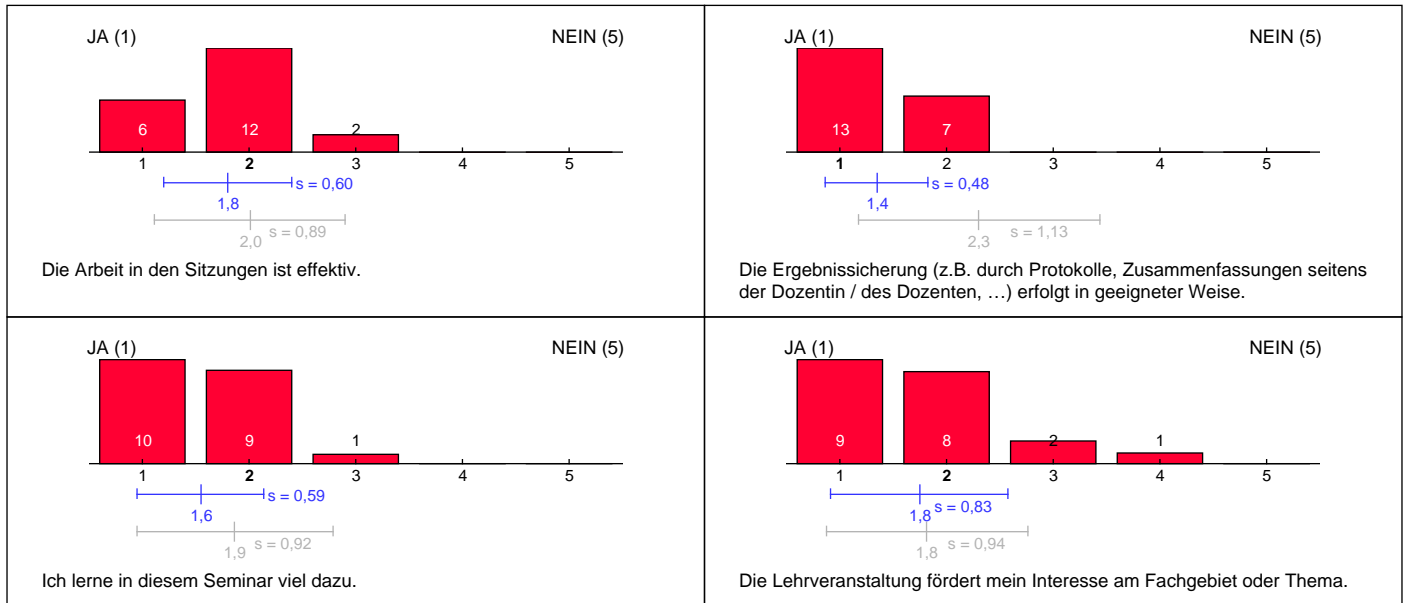 JA (1) NEIN (5)
6 12 2
1 2 3 4 5
s = 0,60
1,8
s = 0,89
2,0
Die Arbeit in den Sitzungen ist effektiv.
JA (1) NEIN (5)
13 7
1 2 3 4 5
s = 0,48
1,4
s = 1,13
2,3
Die Ergebnissicherung (z.B. durch Protokolle, Zusammenfassungen seitens
der Dozentin / des Dozenten, …) erfolgt in geeigneter Weise.
JA (1) NEIN (5)
10 9 1
1 2 3 4 5
s = 0,59
1,6
s = 0,92
1,9
Ich lerne in diesem Seminar viel dazu.
JA (1) NEIN (5)
9 8 2 1
1 2 3 4 5
s = 0,83
1,8
s = 0,94
1,8
Die Lehrveranstaltung fördert mein Interesse am Fachgebiet oder Thema.